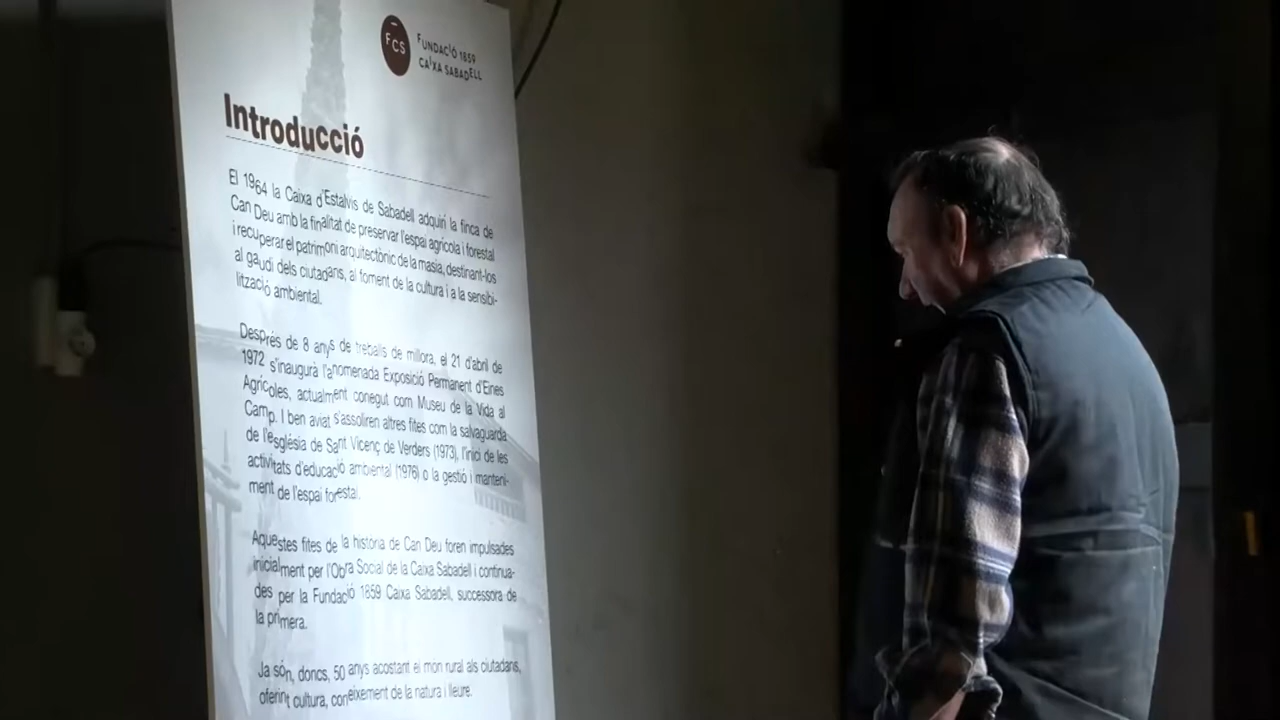 FCS
FUNDACIÓ 1859
CAIXA SABADELL
Introducció
El 1964 la Caixa d'Estalvis de Sabadell adquirí la finca de
Can Deu amb la finalitat de preservar l'espai agrícola i forestal
i recuperar el patrimoni arquitectònic de la masia, destinant-los
al gaudi dels ciutadans, al foment de la cultura i a la sensibi-
lització ambiental.
Després de 8 anys de treballs de millora, el 21 d'abril de
1972 s'inaugurà l'anomenada Exposició Permanent d'Eines
Agrícoles, actualment conegut com Museu de la Vida al
Camp. I ben aviat s'assoliren altres fites com la salvaguarda
de l'església de Sant Vicenç de Verders (1973), l'inici de les
activitats d'educació ambiental (1976) o la gestió i manteni-
ment de l'espai forestal.
Aquestes fites de la història de Can Deu foren impulsades
inicialment per l'Obra Social de la Caixa Sabadell i continua-
des per la Fundació 1859 Caixa Sabadell, successora de
la primera.
Ja són, doncs, 50 anys acostant el món rural als ciutadans,
oferint cultura, coneixement de la natura i lleure.